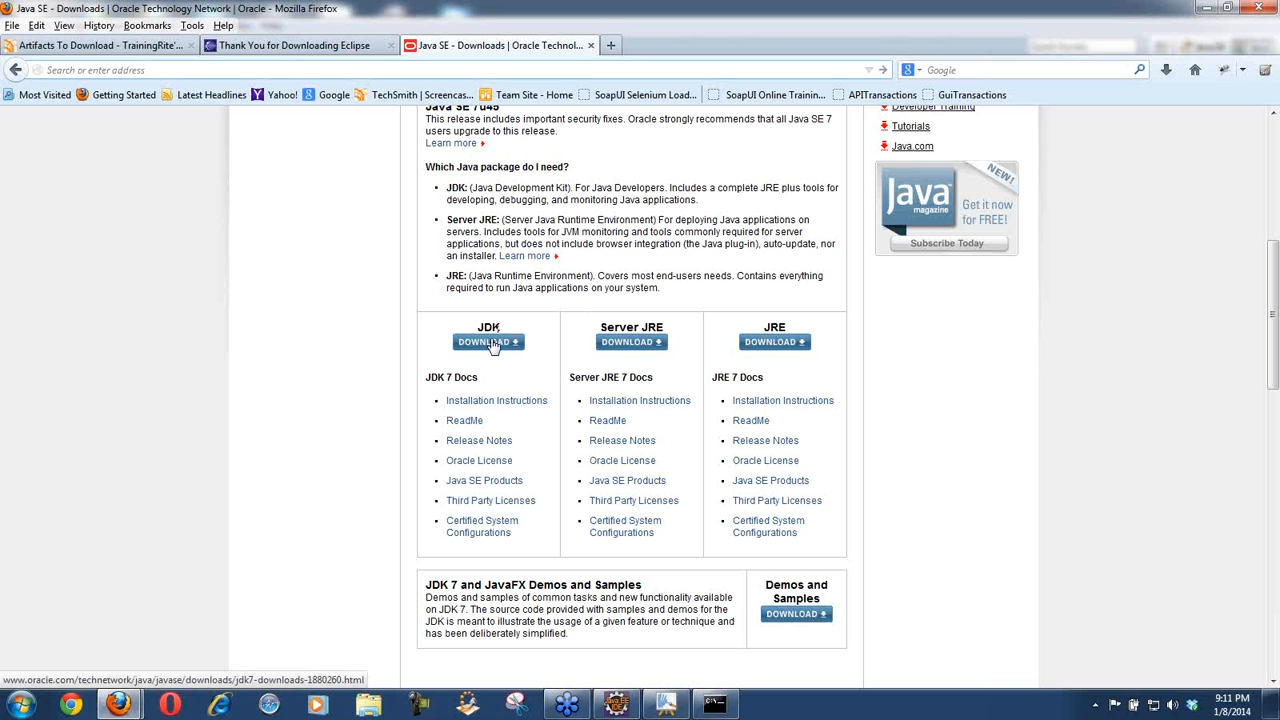 Java SE - Downloads | Oracle Technology Network | Oracle - Mozilla Firefox
File Edit View History Bookmarks Tools Help
Artifacts To Download - TrainingRite'... × Thank You for Downloading Eclipse × Java SE - Downloads | Oracle Technol... × +
Search or enter address Google
Most Visited Getting Started Latest Headlines Yahoo! Google TechSmith | Screencas... Team Site - Home SoapUI Selenium Load... SoapUI Online Trainin... APITransactions GuiTransactions
Java SE 7u45
This release includes important security fixes. Oracle strongly recommends that all Java SE 7
users upgrade to this release.
Learn more
Which Java package do I need?
JDK: (Java Development Kit). For Java Developers. Includes a complete JRE plus tools for
developing, debugging, and monitoring Java applications.
Server JRE: (Server Java Runtime Environment) For deploying Java applications on
servers. Includes tools for JVM monitoring and tools commonly required for server
applications, but does not include browser integration (the Java plug-in), auto-update, nor
an installer. Learn more
JRE: (Java Runtime Environment). Covers most end-users needs. Contains everything
required to run Java applications on your system.
JDK
DOWNLOAD
JDK 7 Docs
Installation Instructions
ReadMe
Release Notes
Oracle License
Java SE Products
Third Party Licenses
Certified System
Configurations
Server JRE
DOWNLOAD
Server JRE 7 Docs
Installation Instructions
ReadMe
Release Notes
Oracle License
Java SE Products
Third Party Licenses
Certified System
Configurations
JRE
DOWNLOAD
JRE 7 Docs
Installation Instructions
ReadMe
Release Notes
Oracle License
Java SE Products
Third Party Licenses
Certified System
Configurations
JDK 7 and JavaFX Demos and Samples
Demos and samples of common tasks and new functionality available
on JDK 7. The source code provided with samples and demos for the
JDK is meant to illustrate the usage of a given feature or technique and
has been deliberately simplified.
Demos and
Samples
DOWNLOAD
Developer Training
Tutorials
Java.com
NEW!
Java
magazine
Get it now
for FREE!
Subscribe Today
www.oracle.com/technetwork/java/javase/downloads/jdk7-downloads-1880260.html
9:11 PM
1/8/2014